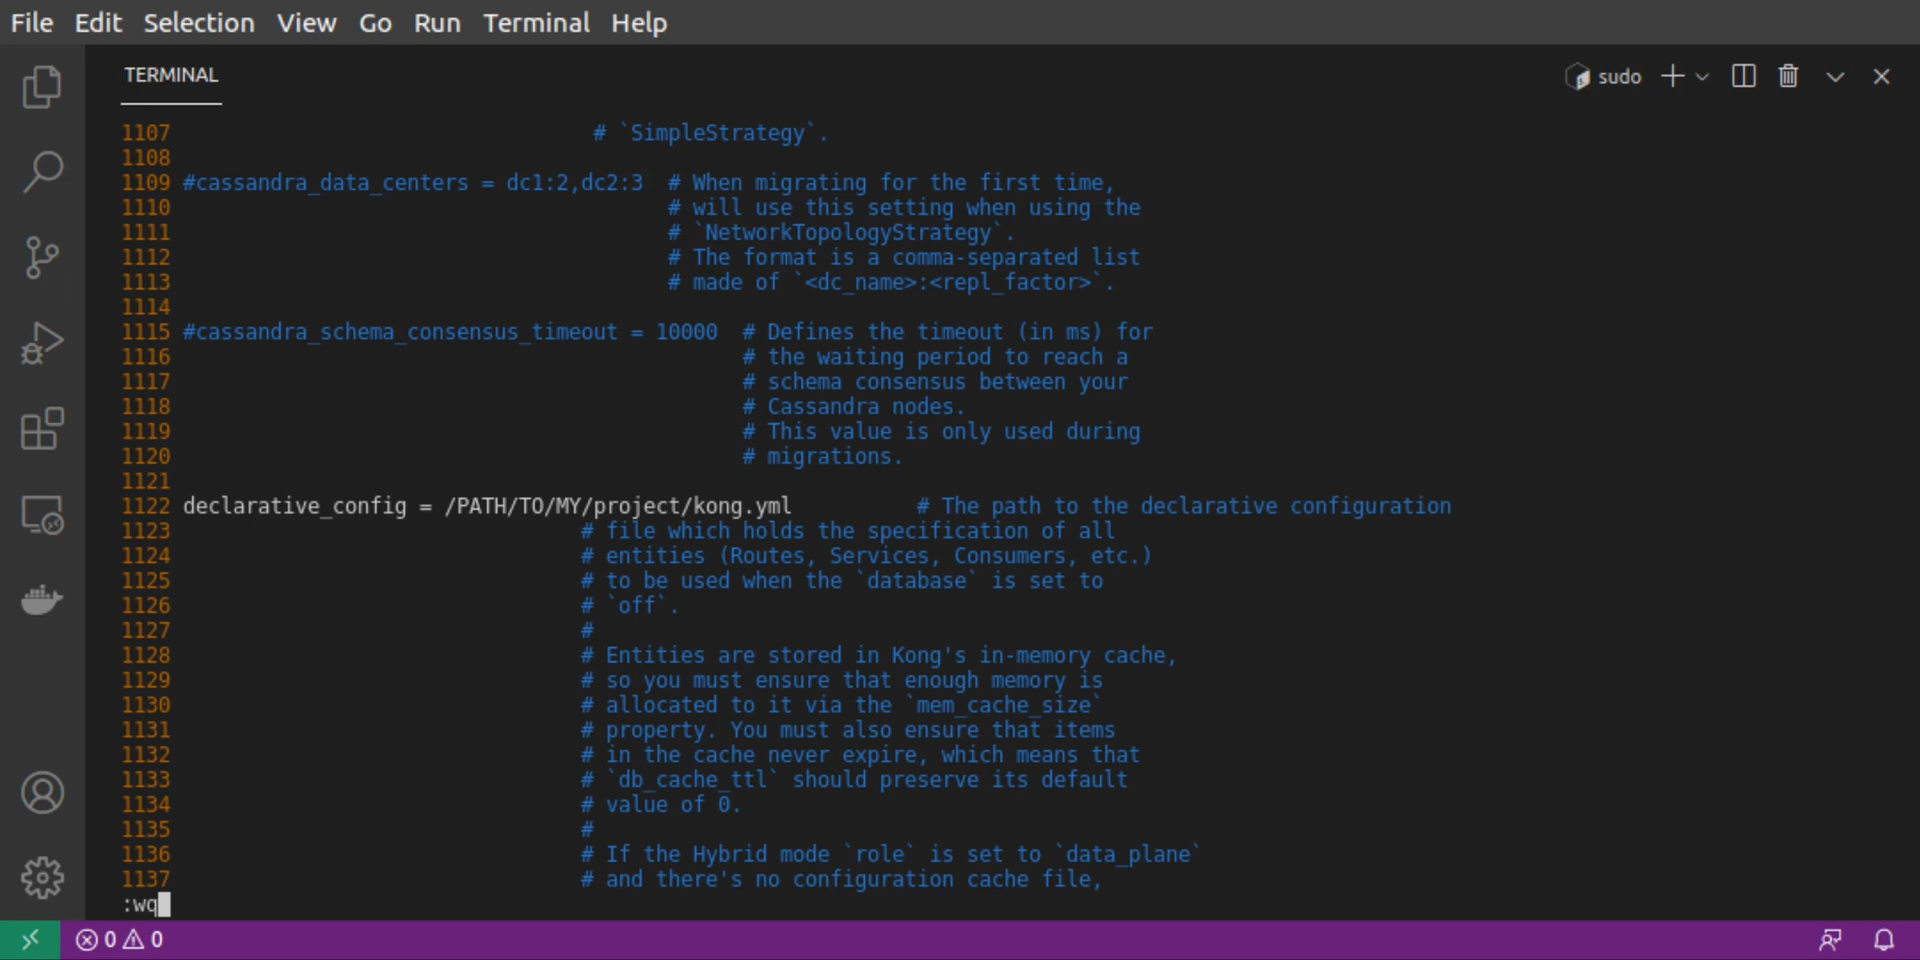 File Edit Selection View Go Run Terminal Help
TERMINAL
sudo
1107 # `SimpleStrategy`.
1108
1109 #cassandra_data_centers = dc1:2,dc2:3 # When migrating for the first time,
1110 # will use this setting when using the
1111 # `NetworkTopologyStrategy`.
1112 # The format is a comma-separated list
1113 # made of `<dc_name>:<repl_factor>`.
1114
1115 #cassandra_schema_consensus_timeout = 10000 # Defines the timeout (in ms) for
1116 # the waiting period to reach a
1117 # schema consensus between your
1118 # Cassandra nodes.
1119 # This value is only used during
1120 # migrations.
1121
1122 declarative_config = /PATH/TO/MY/project/kong.yml # The path to the declarative configuration
1123 # file which holds the specification of all
1124 # entities (Routes, Services, Consumers, etc.)
1125 # to be used when the `database` is set to
1126 # `off`.
1127 #
1128 # Entities are stored in Kong's in-memory cache,
1129 # so you must ensure that enough memory is
1130 # allocated to it via the `mem_cache_size`
1131 # property. You must also ensure that items
1132 # in the cache never expire, which means that
1133 # `db_cache_ttl` should preserve its default
1134 # value of 0.
1135 #
1136 # If the Hybrid mode `role` is set to `data_plane`
1137 # and there's no configuration cache file,
:wq
0 0